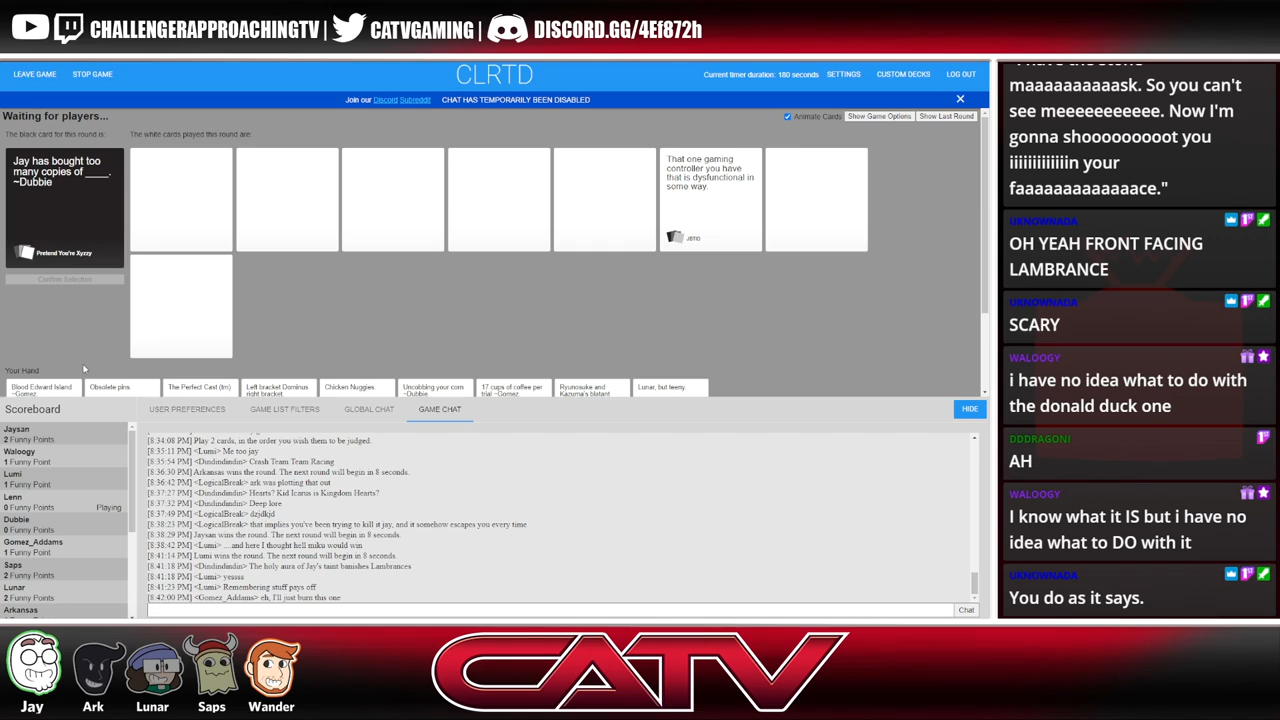 CHALLENGERAPPROACHINGTV | CATVGAMING | DISCORD.GG/4Ef872h
LEAVE GAME STOP GAME CLRTD Current timer duration: 180 seconds SETTINGS CUSTOM DECKS LOG OUT
Join our Discord Subreddit CHAT HAS TEMPORARILY BEEN DISABLED
Waiting for players...
Animate Cards Show Game Options Show Last Round
The black card for this round is: The white cards played this round are:
Jay has bought too
many copies of ____.
~Dubbie
Pretend You're Xyzzy
Confirm Selection
That one gaming
controller you have
that is dysfunctional in
some way.
JBTID
Your Hand
Blood Edward Island
~Gomez
Obsolete pins.
The Perfect Cast (tm)
Left bracket Dominus
right bracket.
Chicken Nuggies.
Uncobbing your corn
~Dubbie
17 cups of coffee per
trial ~Gomez
Ryunosuke and
Kazuma's blatant
Lunar, but teeny.
Scoreboard
Jaysan
2 Funny Points
Waloogy
1 Funny Point
Lumi
1 Funny Point
Lenn
0 Funny Points Playing
Dubbie
0 Funny Points
Gomez_Addams
1 Funny Point
Saps
2 Funny Points
Lunar
2 Funny Points
Arkansas
USER PREFERENCES GAME LIST FILTERS GLOBAL CHAT GAME CHAT HIDE
[8:34:08 PM] Play 2 cards, in the order you wish them to be judged.
[8:35:11 PM] <Lumi> Me too jay
[8:35:54 PM] <Dindindindin> Crash Team Team Racing
[8:36:30 PM] Arkansas wins the round. The next round will begin in 8 seconds.
[8:36:42 PM] <LogicalBreak> ark was plotting that out
[8:37:27 PM] <Dindindindin> Hearts? Kid Icarus is Kingdom Hearts?
[8:37:32 PM] <Dindindindin> Deep lore
[8:37:49 PM] <LogicalBreak> dzjdkjd
[8:38:23 PM] <LogicalBreak> that implies you've been trying to kill it jay, and it somehow escapes you every time
[8:38:29 PM] Jaysan wins the round. The next round will begin in 8 seconds.
[8:38:42 PM] <Lumi> ....and here I thought hell miku would win
[8:41:14 PM] Lumi wins the round. The next round will begin in 8 seconds.
[8:41:18 PM] <Dindindindin> The holy aura of Jay's taint banishes Lambrances
[8:41:18 PM] <Lumi> yessss
[8:41:23 PM] <Lumi> Remembering stuff pays off
[8:42:00 PM] <Gomez_Addams> eh, I'll just burn this one
Chat
maaaaaaaaask. So you can't
see meeeeeeeeee. Now I'm
gonna shooooooooot you
iiiiiiiiiiiiin your
faaaaaaaaaaaaace."
UKNOWNADA
OH YEAH FRONT FACING
LAMBRANCE
UKNOWNADA
SCARY
WALOOGY
i have no idea what to do with
the donald duck one
DDDRAGONI
AH
WALOOGY
I know what it IS but i have no
idea what to DO with it
UKNOWNADA
You do as it says.
Jay Ark Lunar Saps Wander
CATV